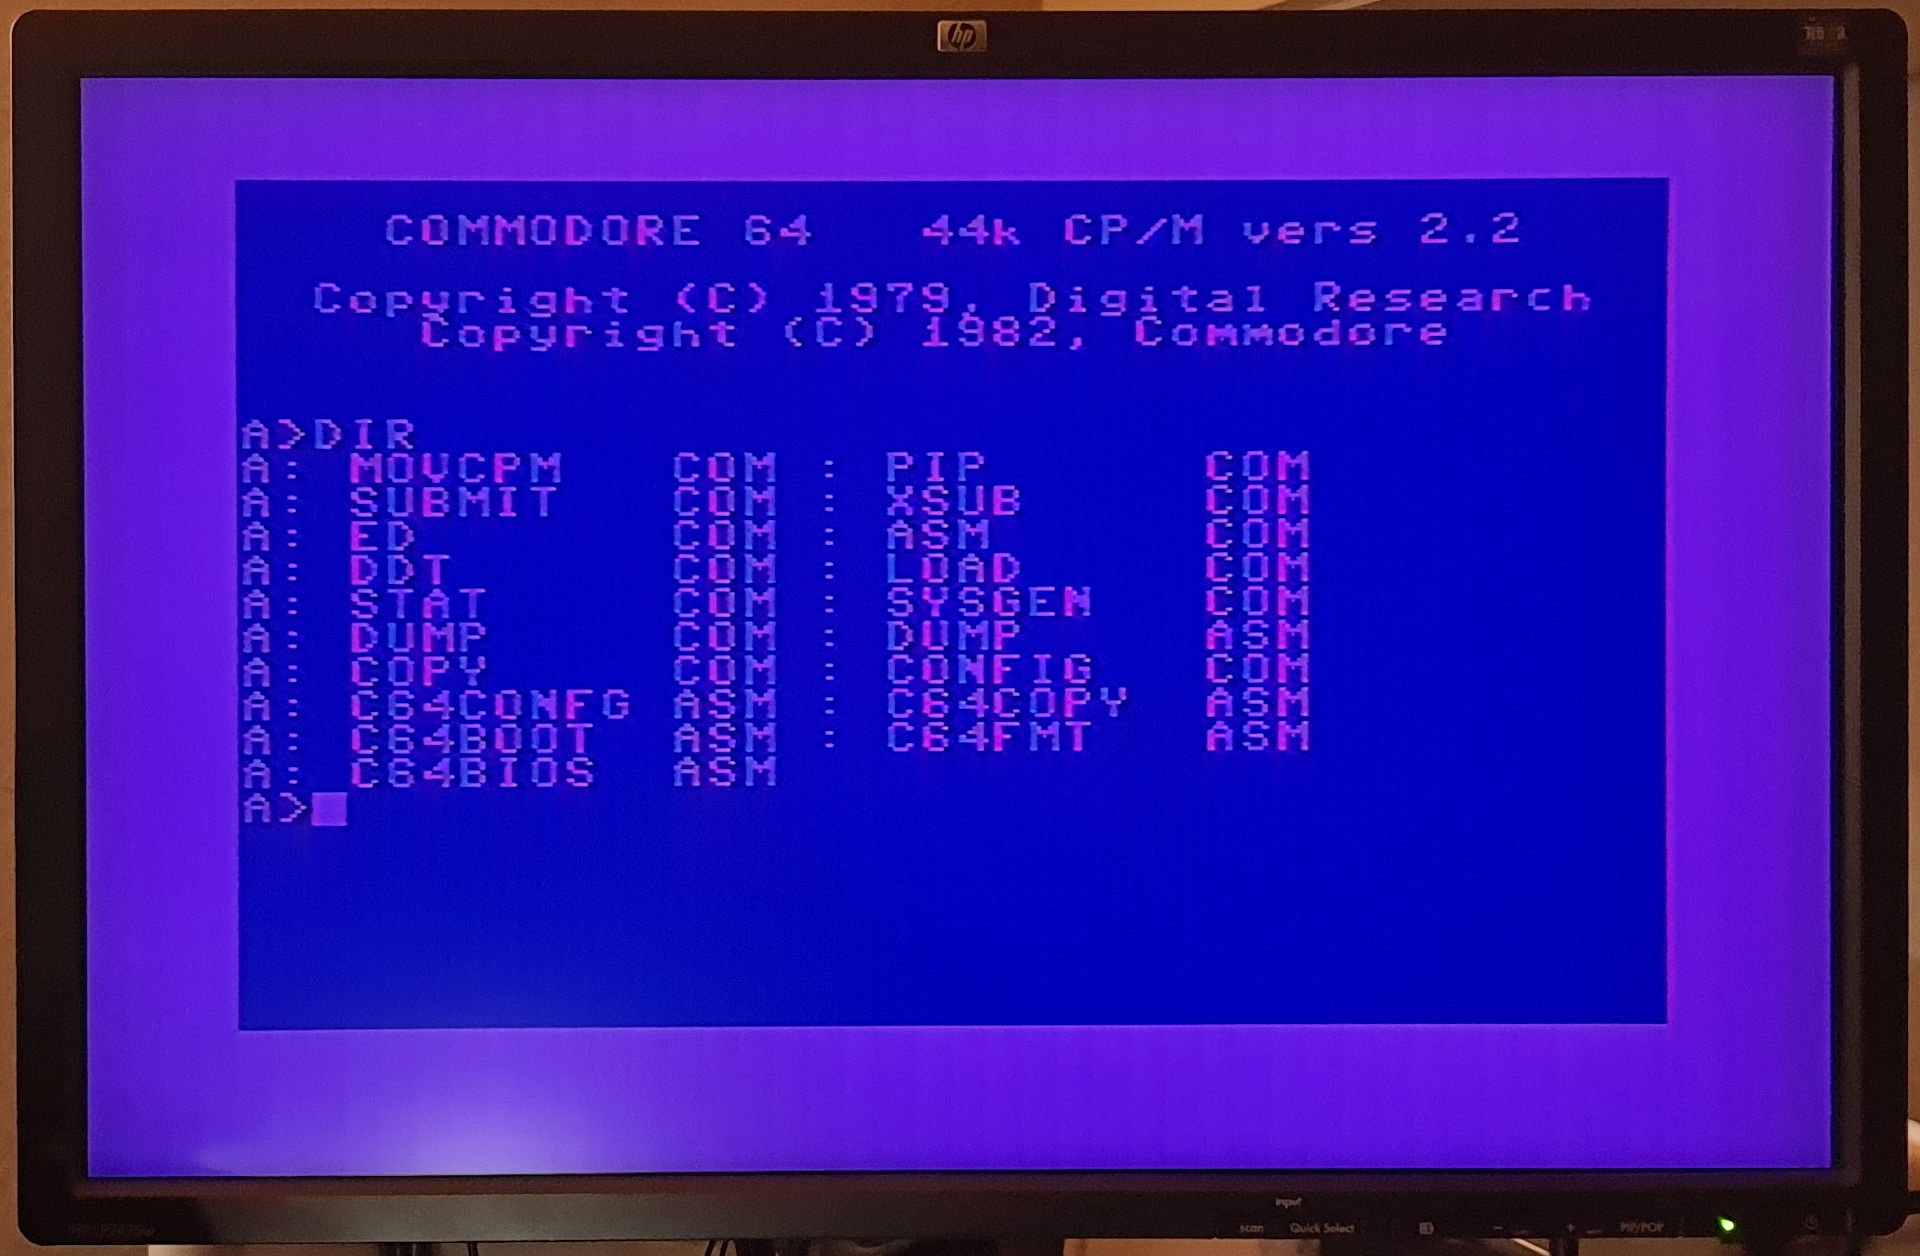 hp
COMMODORE 64   44k CP/M vers 2.2
Copyright (C) 1979, Digital Research
Copyright (C) 1982, Commodore
A>DIR
A: MOVCPM   COM : PIP      COM
A: SUBMIT   COM : XSUB     COM
A: ED       COM : ASM      COM
A: DDT      COM : LOAD     COM
A: STAT     COM : SYSGEN   COM
A: DUMP     COM : DUMP     ASM
A: COPY     COM : CONFIG   COM
A: C64CONFG ASM : C64COPY  ASM
A: C64BOOT  ASM : C64FMT   ASM
A: C64BIOS  ASM
A>
input
scan Quick Select - + PIP/POP